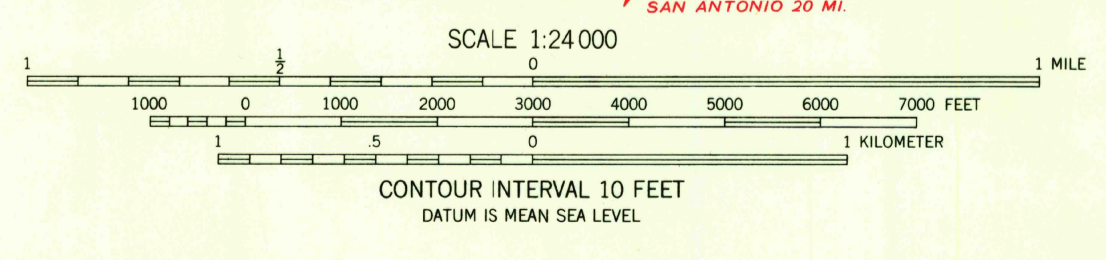 SAN ANTONIO 20 MI.
SCALE 1:24 000
1 1/2 0 1 MILE
1000 0 1000 2000 3000 4000 5000 6000 7000 FEET
1 .5 0 1 KILOMETER
CONTOUR INTERVAL 10 FEET
DATUM IS MEAN SEA LEVEL